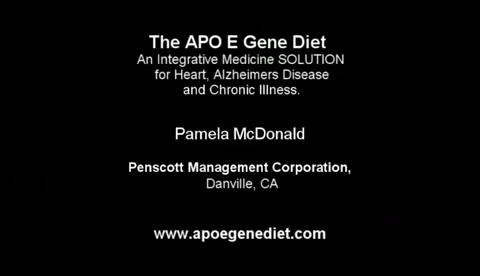 The APO E Gene Diet
An Integrative Medicine SOLUTION
for Heart, Alzheimers Disease
and Chronic Illness.
Pamela McDonald
Penscott Management Corporation,
Danville, CA
www.apoegenediet.com